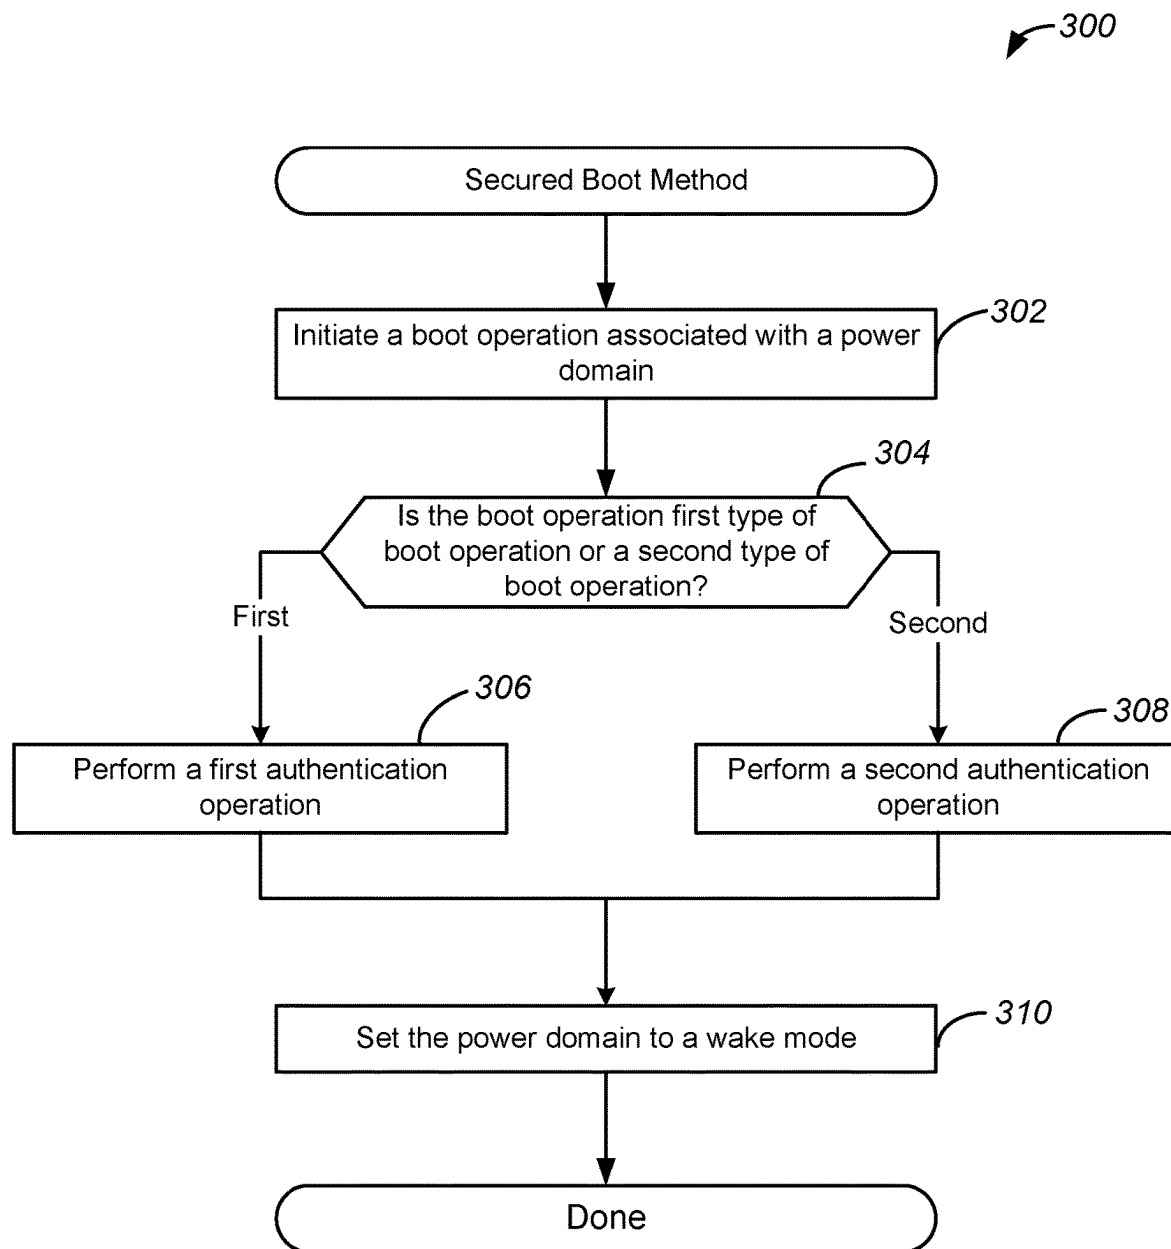 300
Secured Boot Method
302
Initiate a boot operation associated with a power
domain
304
Is the boot operation first type of
boot operation or a second type of
boot operation?
First
Second
306
308
Perform a first authentication
operation
Perform a second authentication
operation
310
Set the power domain to a wake mode
Done